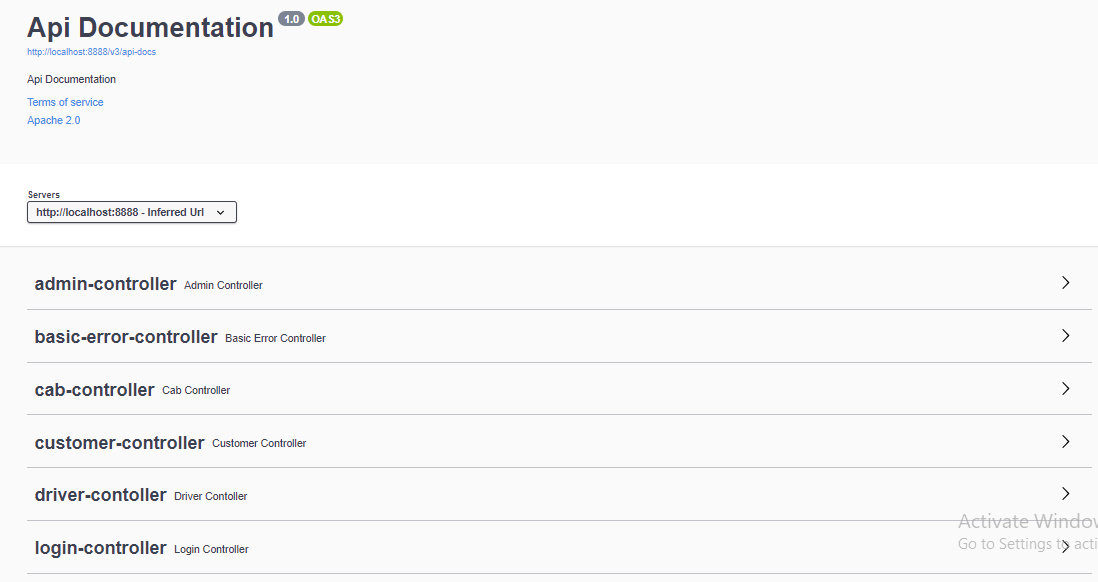 Api Documentation 1.0 OAS3
http://localhost:8888/v3/api-docs
Api Documentation
Terms of service
Apache 2.0
Servers
http://localhost:8888 - Inferred Url
admin-controller Admin Controller
basic-error-controller Basic Error Controller
cab-controller Cab Controller
customer-controller Customer Controller
driver-contoller Driver Contoller
Activate Window
login-controller Login Controller
Go to Settings to acti